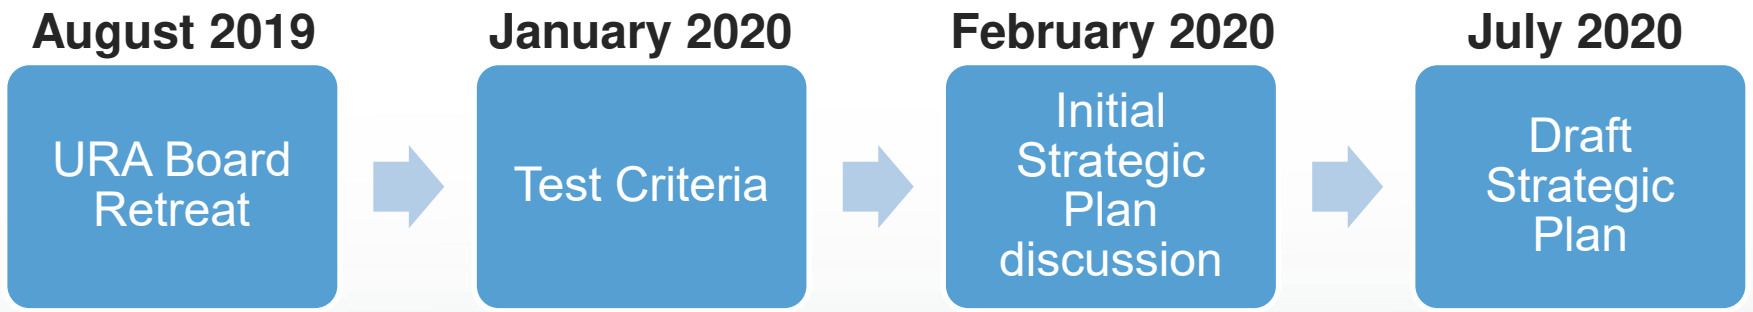 August 2019
URA Board
Retreat
January 2020
Test Criteria
February 2020
Initial
Strategic
Plan
discussion
July 2020
Draft
Strategic
Plan